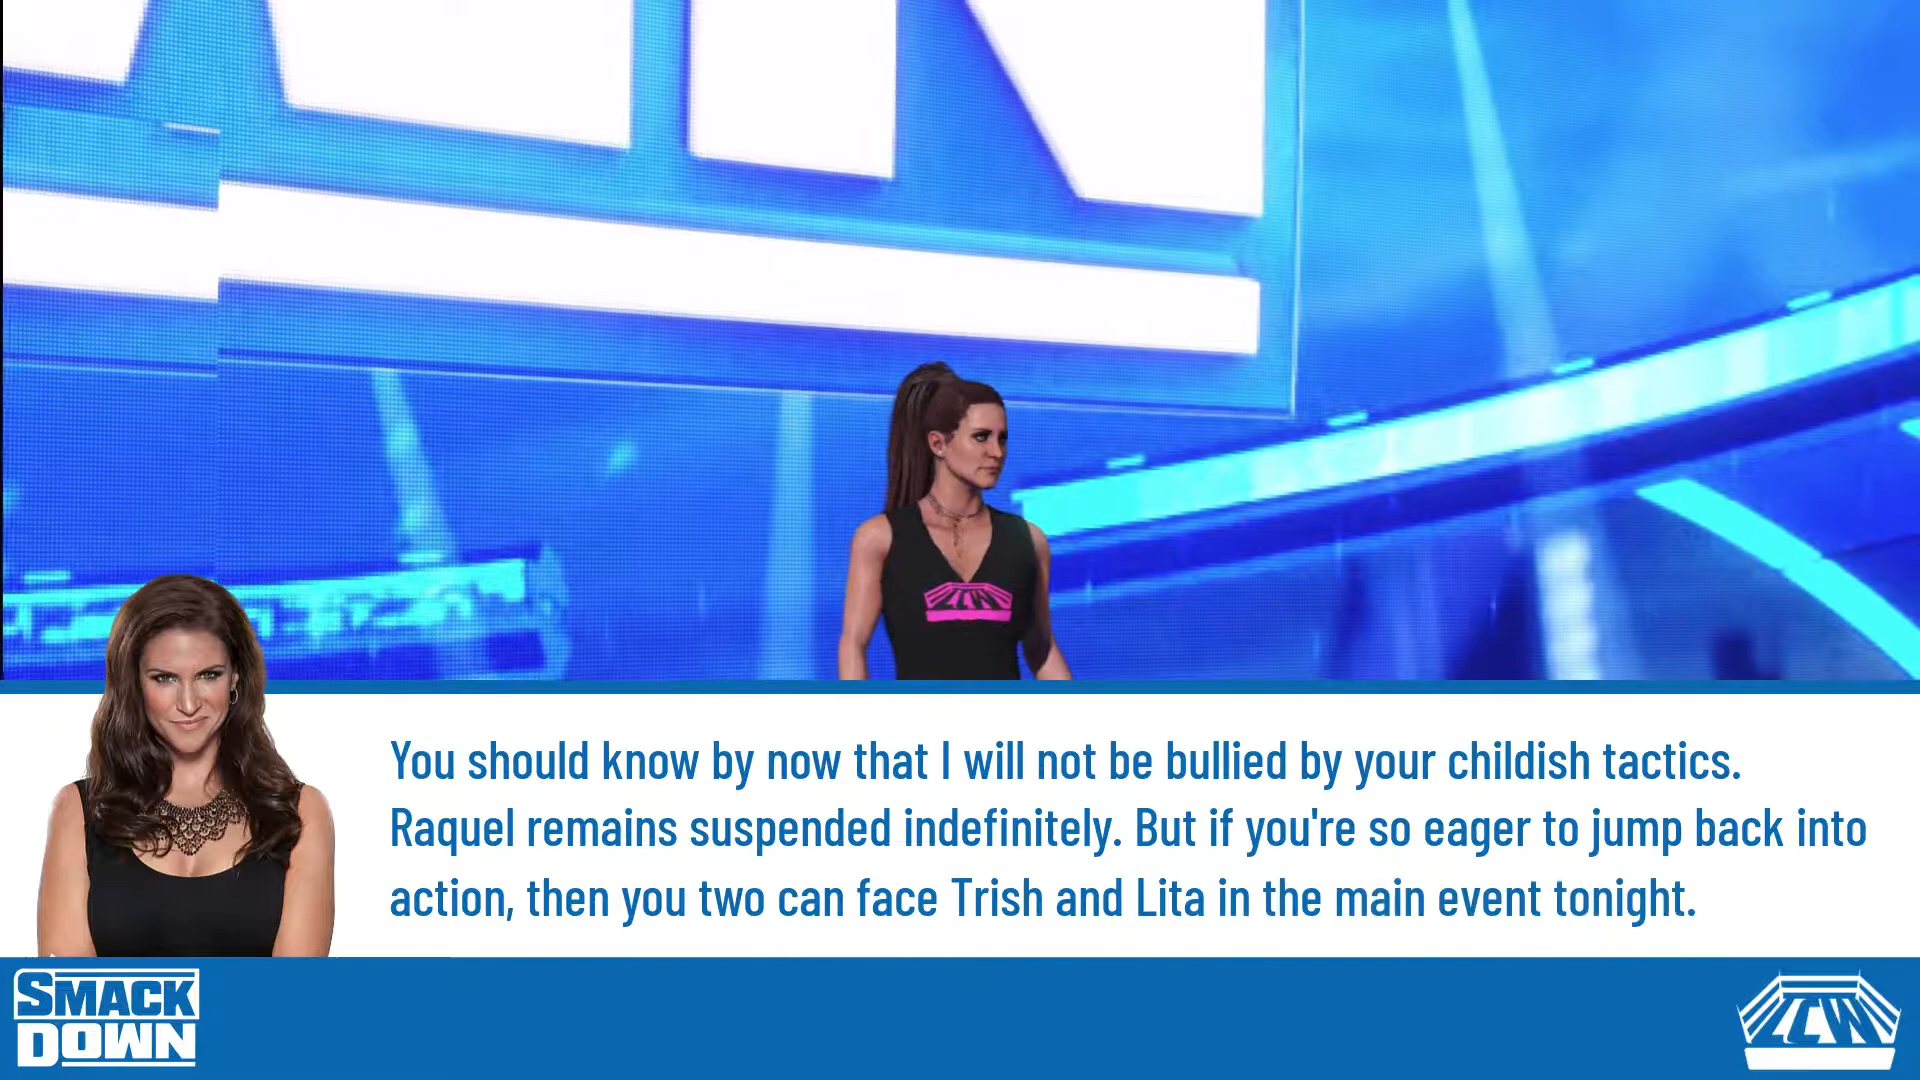 LCW
You should know by now that I will not be bullied by your childish tactics.
Raquel remains suspended indefinitely. But if you're so eager to jump back into
action, then you two can face Trish and Lita in the main event tonight.
SMACK
DOWN
LCW